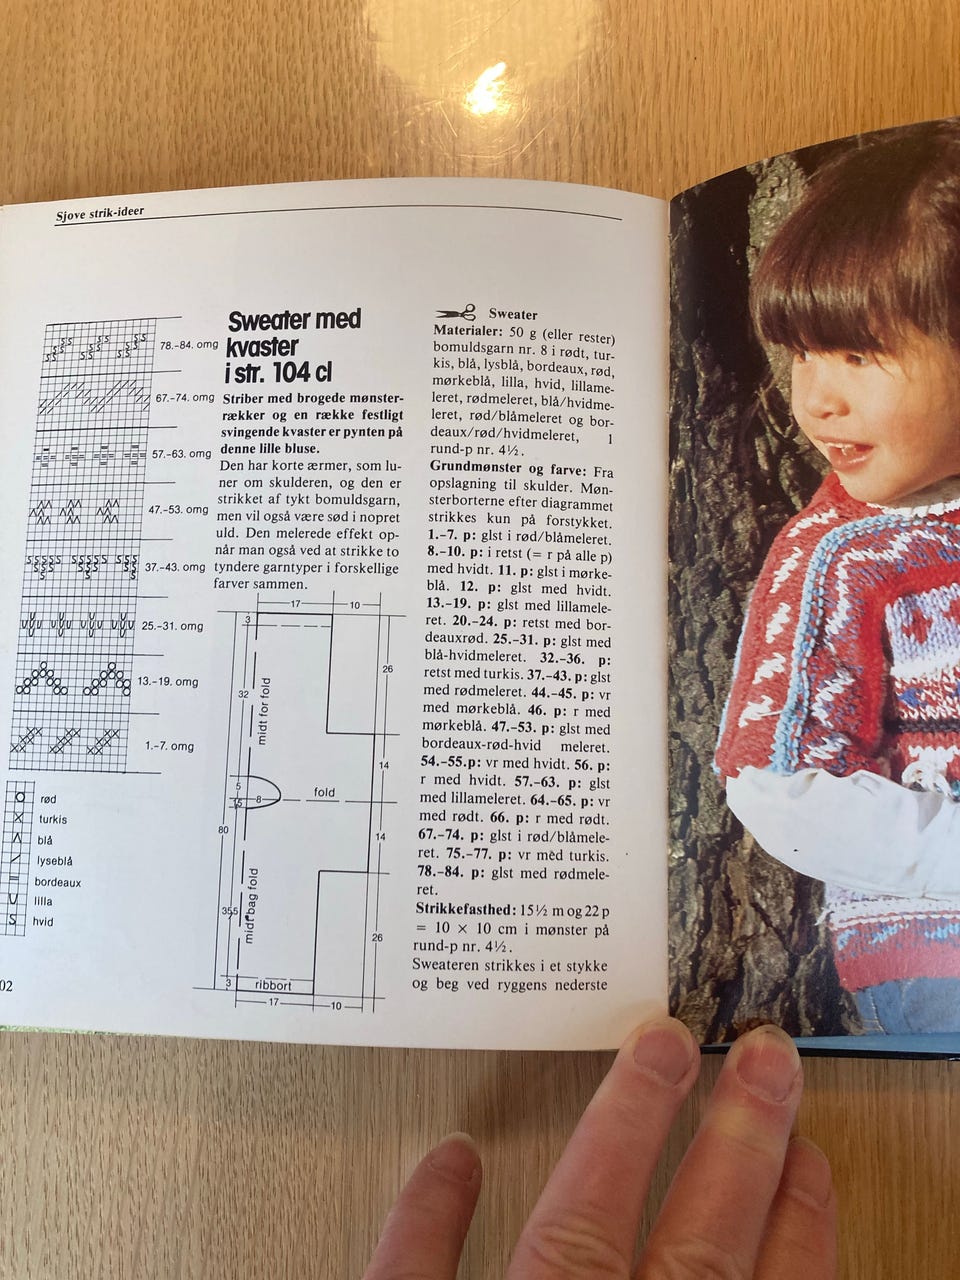 Sjove strik-ideer
78.-84. omg
67.-74. omg
57.-63. omg
47.-53. omg
37.-43. omg
25.-31. omg
13.-19. omg
1.-7. omg
rød
turkis
blå
lyseblå
bordeaux
lilla
hvid
02
Sweater med
kvaster
i str. 104 cl
Striber med brogede mønster-
rækker og en række festligt
svingende kvaster er pynten på
denne lille bluse.
Den har korte ærmer, som lu-
ner om skulderen, og den er
strikket af tykt bomuldsgarn,
men vil også være sød i nopret
uld. Den melerede effekt op-
når man også ved at strikke to
tyndere garntyper i forskellige
farver sammen.
17
10
3
26
32
midt for fold
14
5
8
fold
80
14
midt bag fold
26
3
ribbort
17
10
Sweater
Materialer: 50 g (eller rester)
bomuldsgarn nr. 8 i rødt, tur-
kis, blå, lysblå, bordeaux, rød,
mørkeblå, lilla, hvid, lillame-
leret, rødmeleret, blå/hvidme-
leret, rød/blåmeleret og bor-
deaux/rød/hvidmeleret, 1
rund-p nr. 4½.
Grundmønster og farve: Fra
opslagning til skulder. Møn-
sterborterne efter diagrammet
strikkes kun på forstykket.
1.-7. p: glst i rød/blåmeleret.
8.-10. p: i retst (= r på alle p)
med hvidt. 11. p: glst i mørke-
blå. 12. p: glst med hvidt.
13.-19. p: glst med lillamele-
ret. 20.-24. p: retst med bor-
deauxrød. 25.-31. p: glst med
blå-hvidmeleret. 32.-36. p:
retst med turkis. 37.-43. p: glst
med rødmeleret. 44.-45. p: vr
med mørkeblå. 46. p: r med
mørkeblå. 47.-53. p: glst med
bordeaux-rød-hvid meleret.
54.-55.p: vr med hvidt. 56. p:
r med hvidt. 57.-63. p: glst
med lillameleret. 64.-65. p: vr
med rødt. 66. p: r med rødt.
67.-74. p: glst i rød/blåmele-
ret. 75.-77. p: vr med turkis.
78.-84. p: glst med rødmele-
ret.
Strikkefasthed: 15½ m og 22 p
= 10 × 10 cm i mønster på
rund-p nr. 4½.
Sweateren strikkes i et stykke
og beg ved ryggens nederste